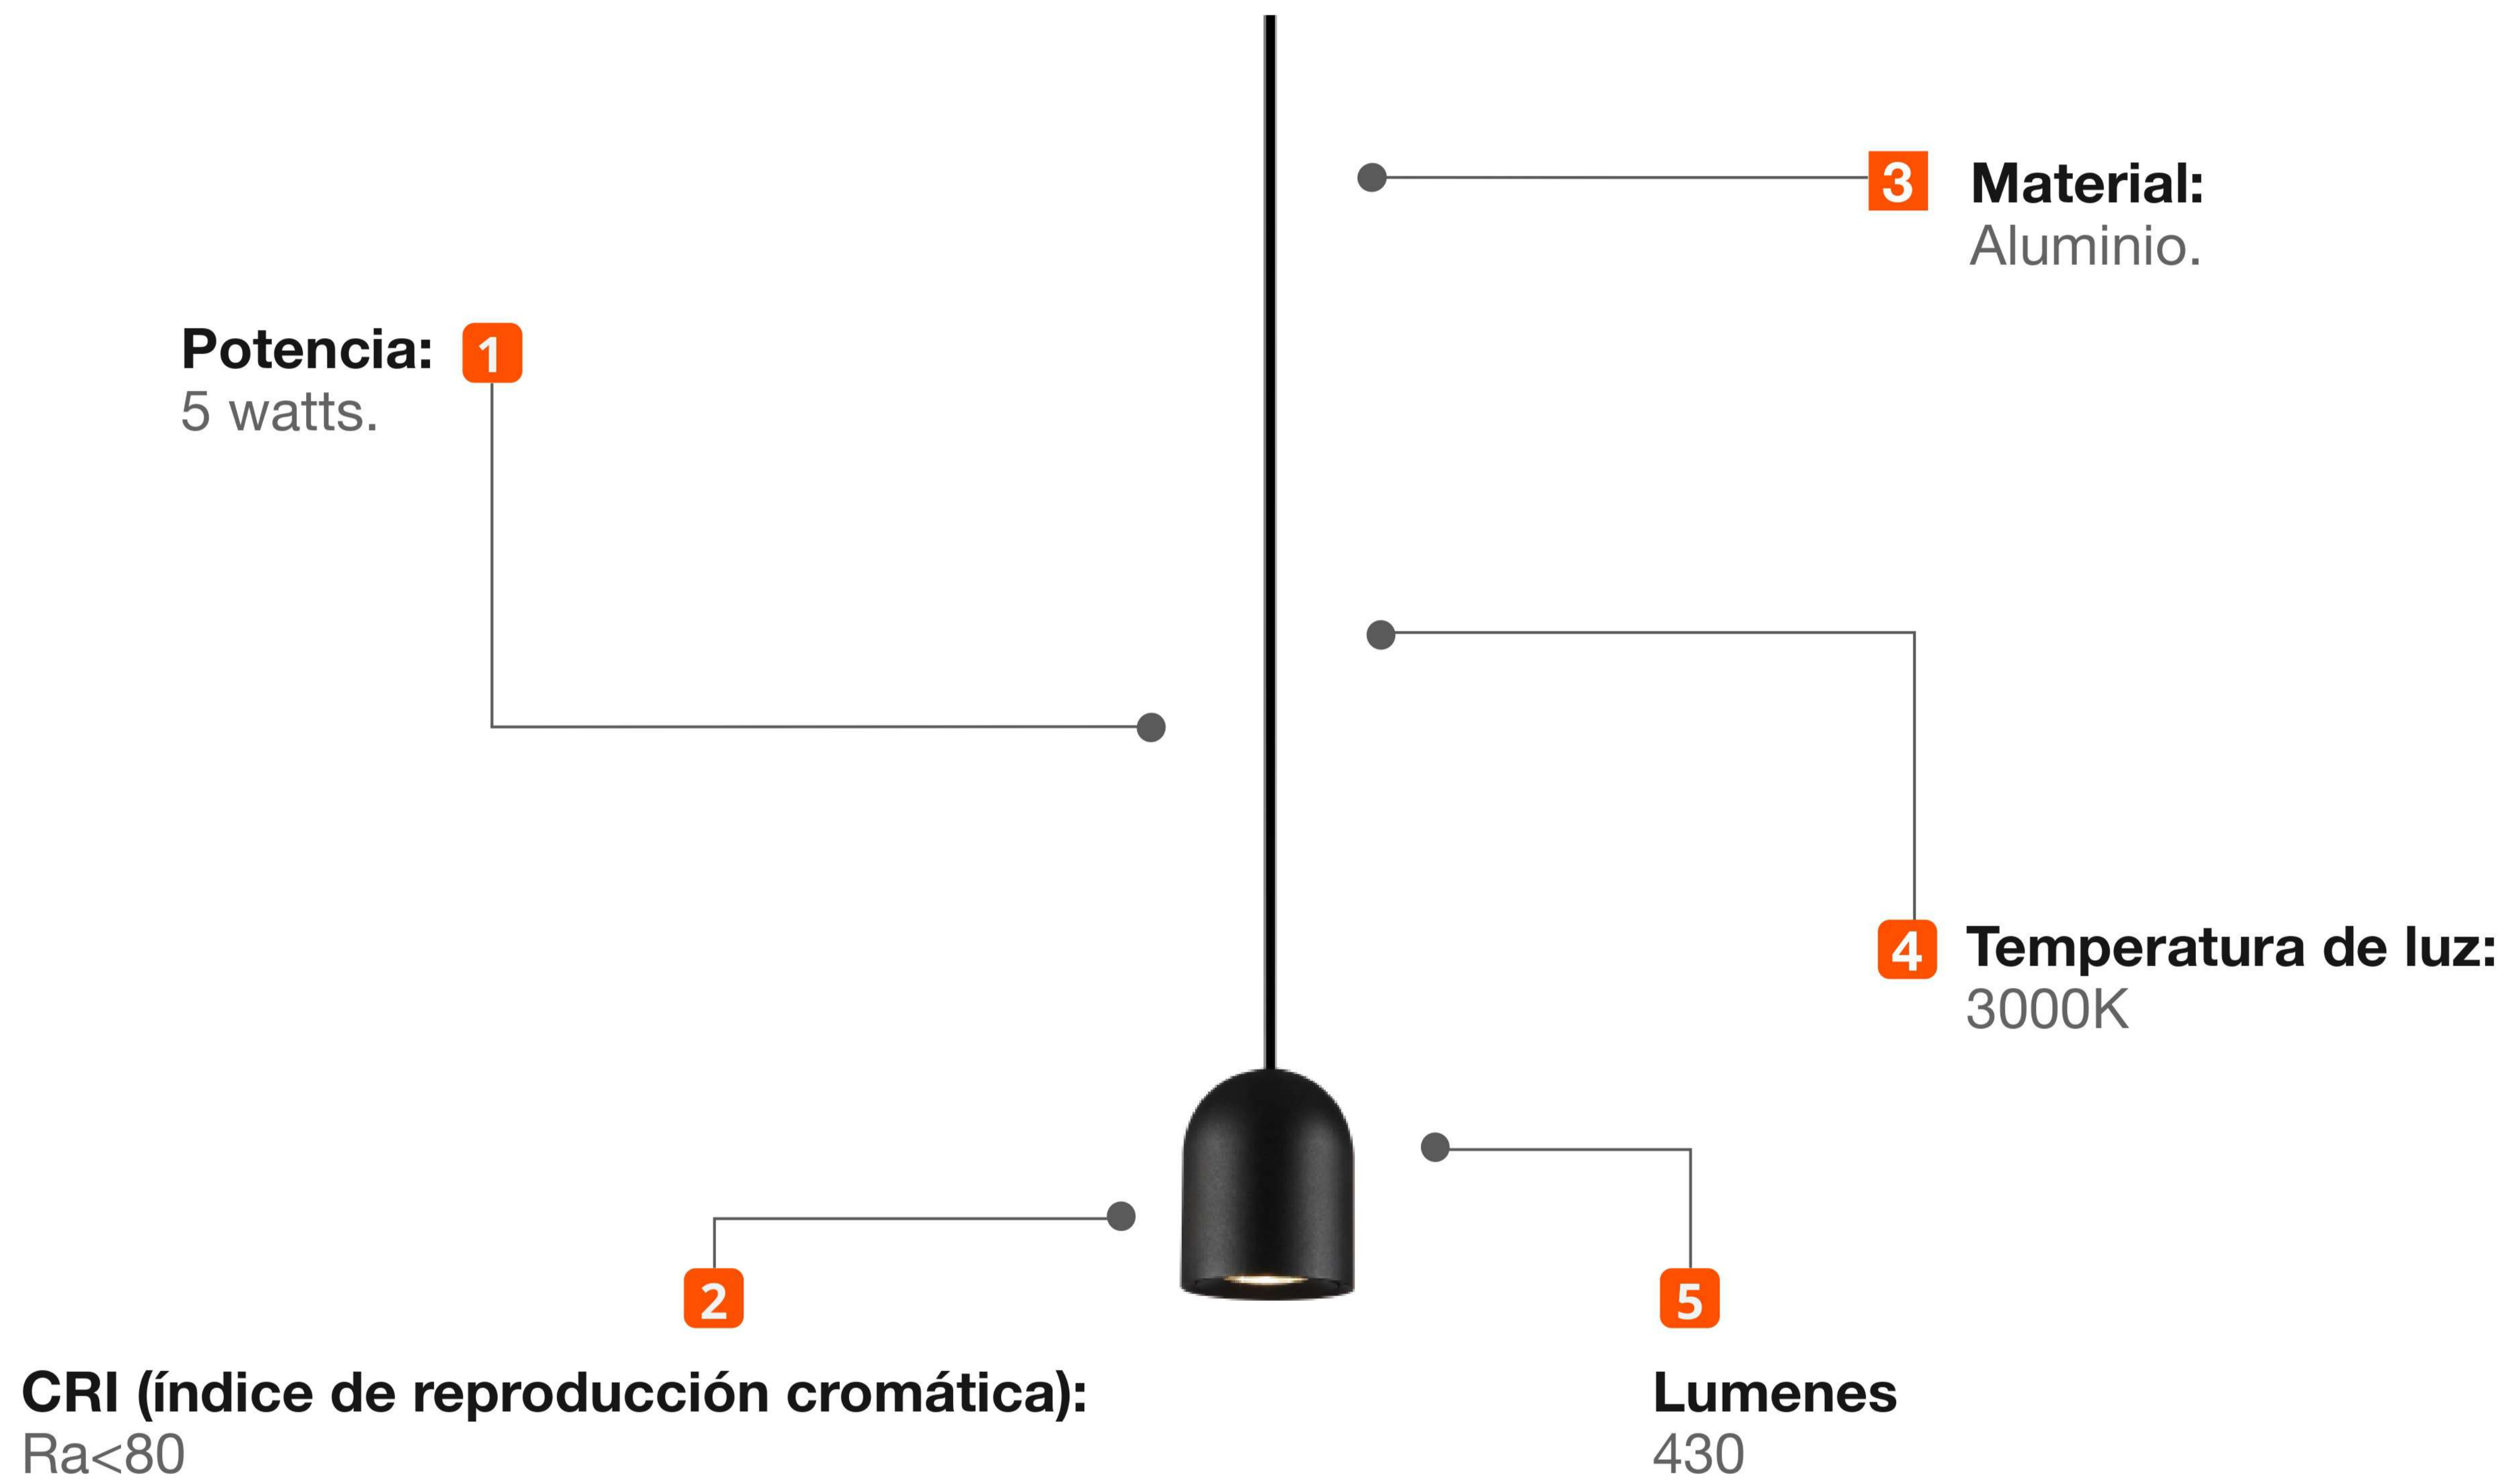 1
Potencia:
5 watts.
2
CRI (índice de reproducción cromática):
Ra<80
3
Material:
Aluminio.
4
Temperatura de luz:
3000K
5
Lumenes
430